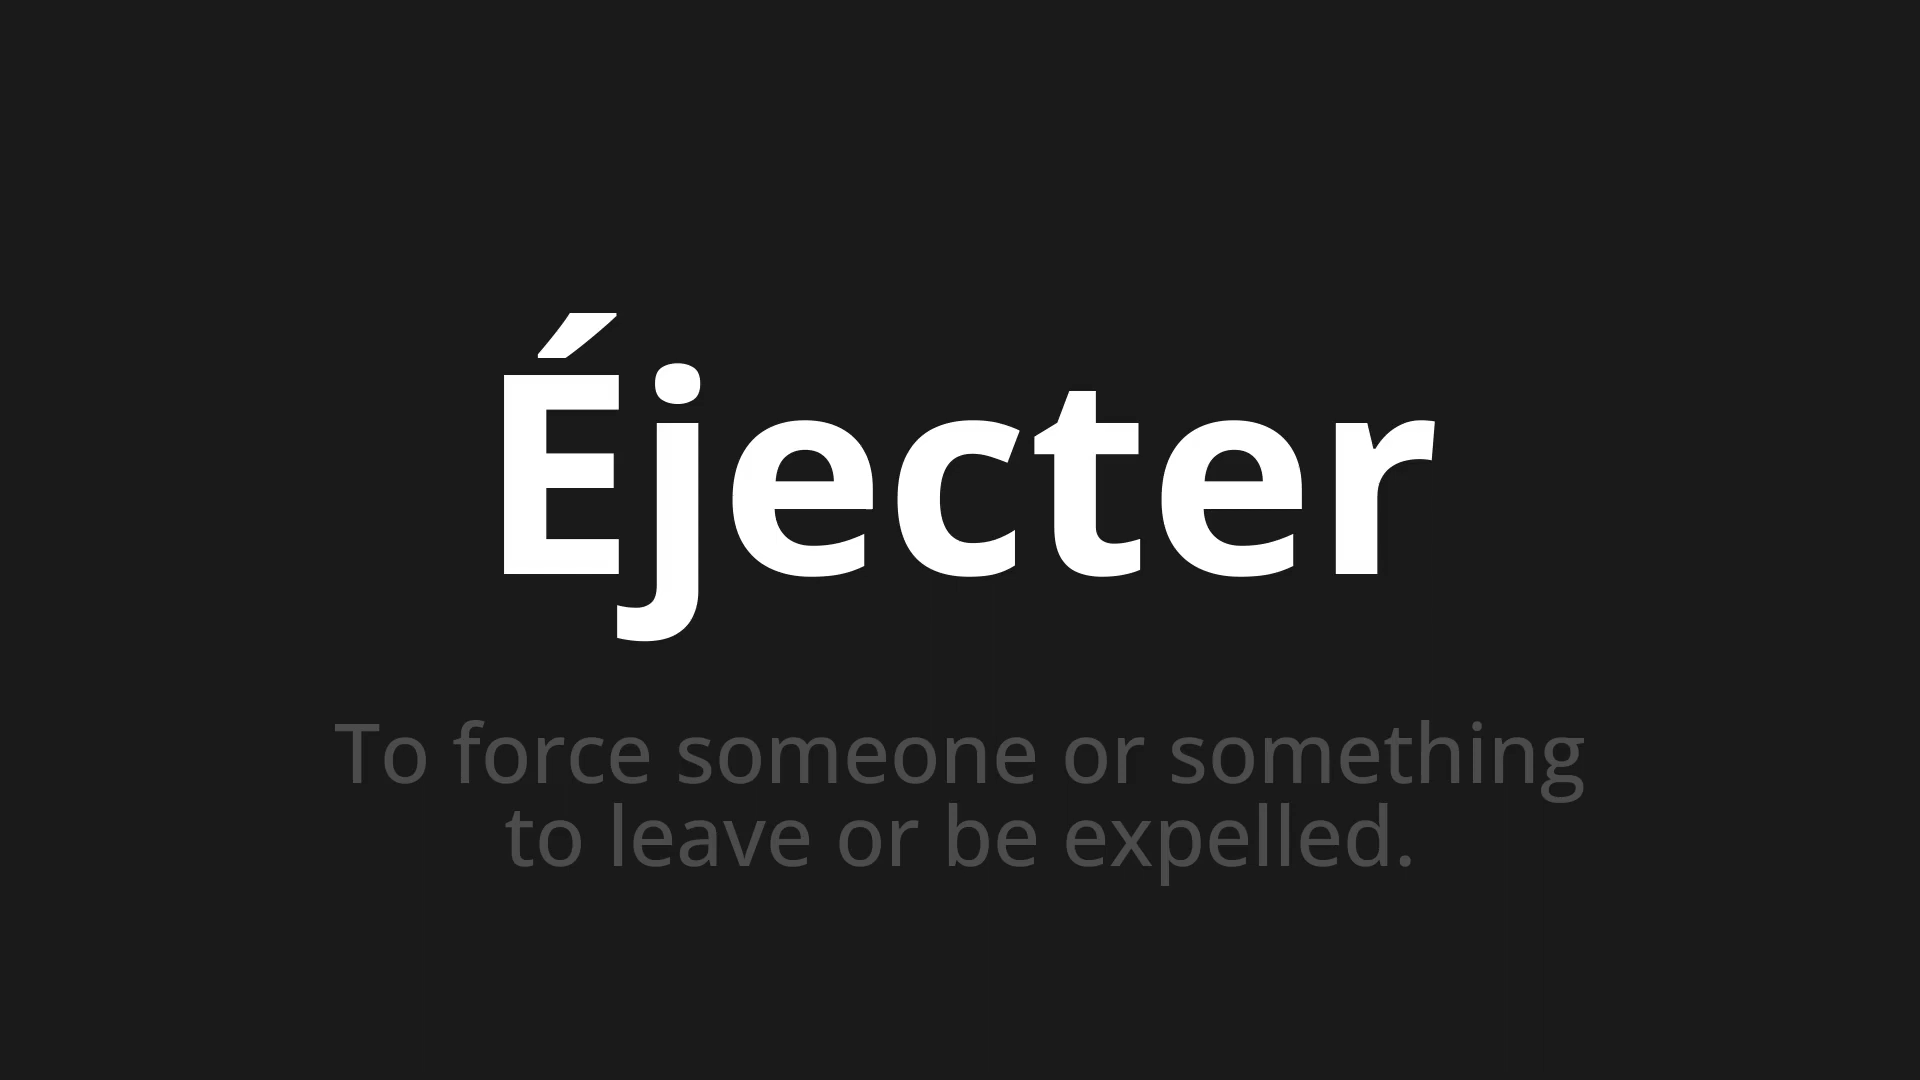 Éjecter
To force someone or something
to leave or be expelled.